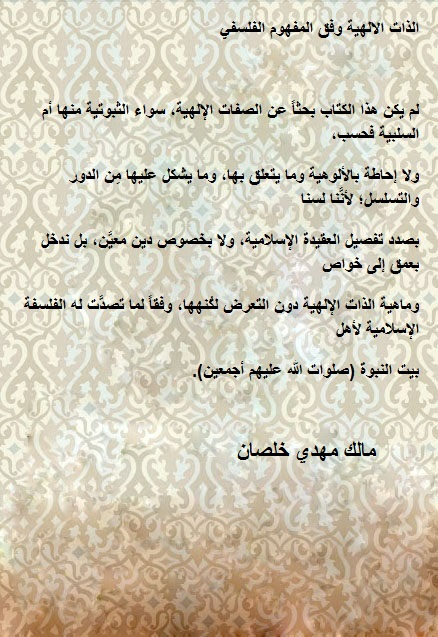 الذات الالهية وفق المفهوم الفلسفي
لم يكن هذا الكتاب بحثاً عن الصفات الإلهية، سواء الثبوتية منها أم
السلبية فحسب،
ولا إحاطة بالألوهية وما يتعلق بها، وما يشكل عليها مِن الدور
والتسلسل؛ لأنَّنا لسنا
بصدد تفصيل العقيدة الإسلامية، ولا بخصوص دين معيَّن، بل ندخل
بعمق إلى خواص
وماهية الذات الإلهية دون التعرض لكُنهها، وفقاً لما تصدَّت له الفلسفة
الإسلامية لأهل
بيت النبوة (صلوات الله عليهم أجمعين).
مالك مهدي خلصان